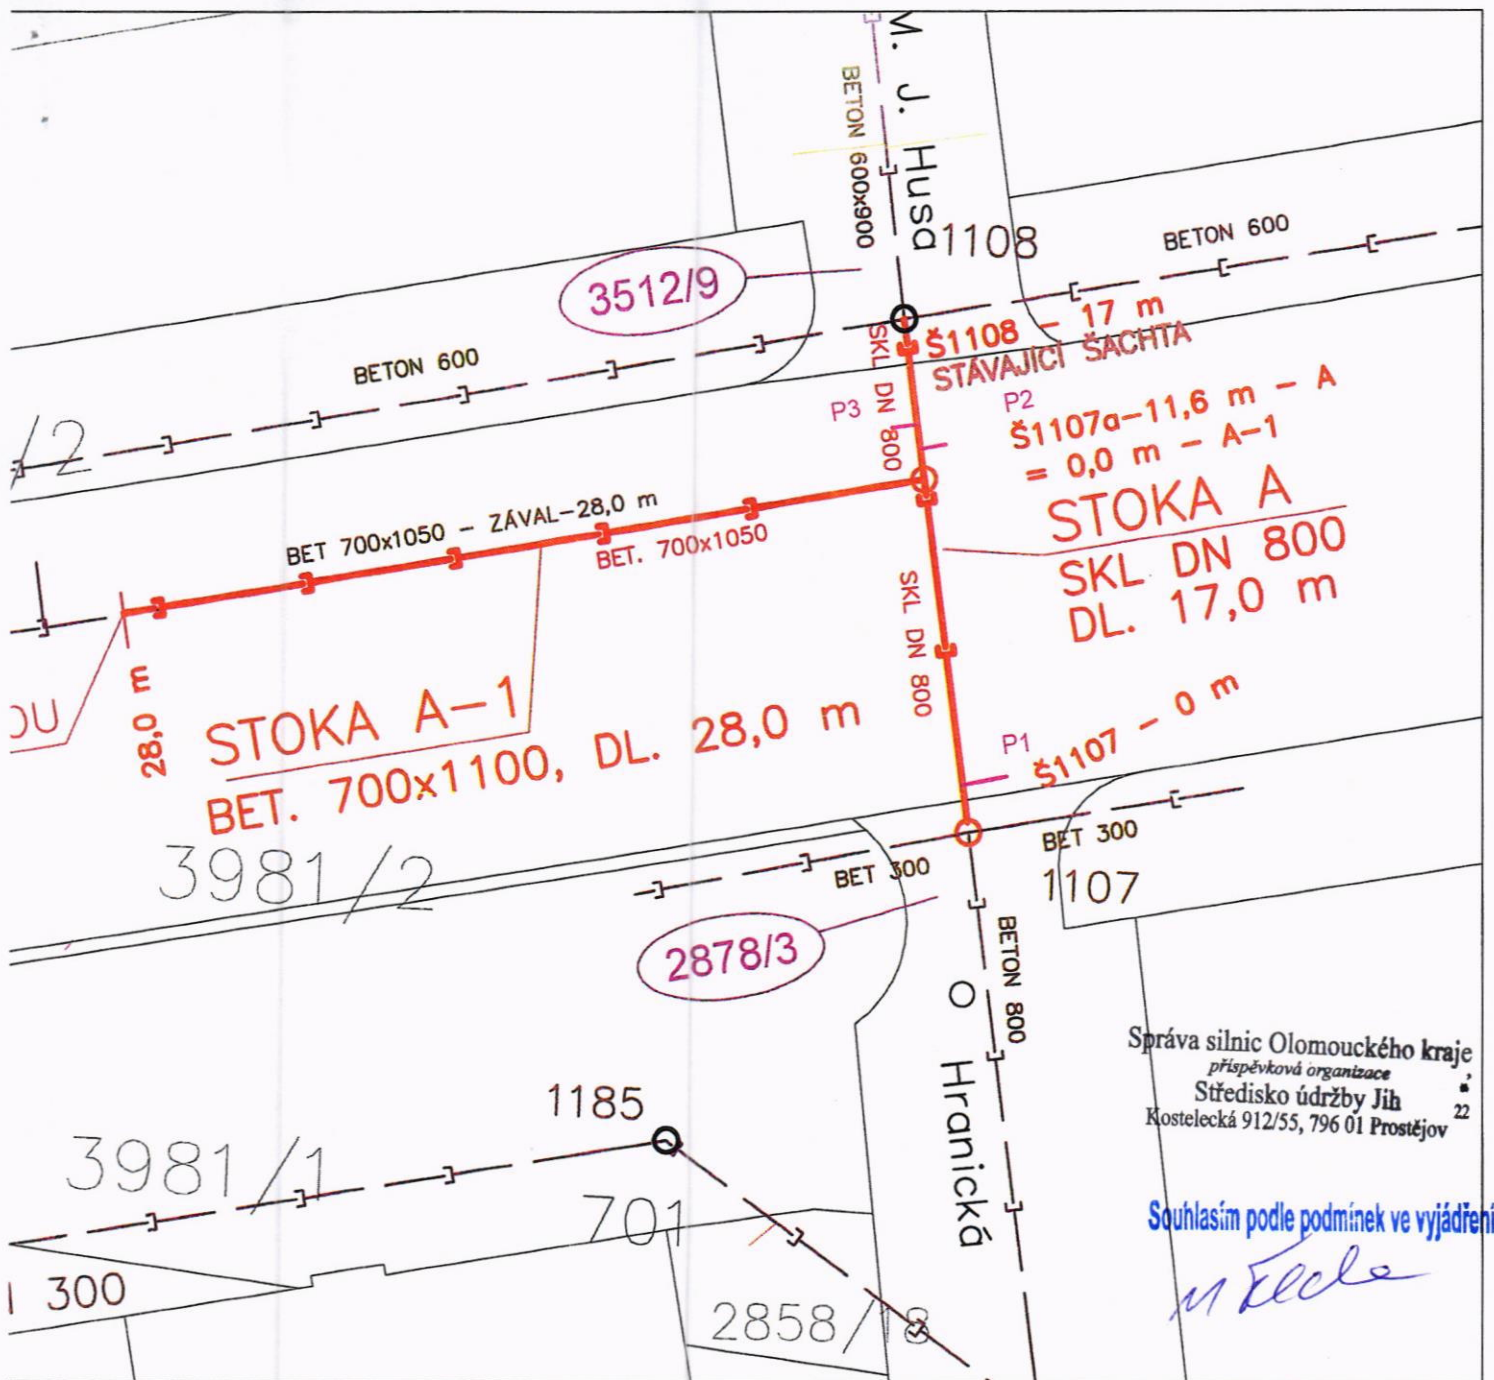 M. J. Husa
BETON 600x900
1108
BETON 600
3512/9
Š1108 - 17 m
STÁVAJÍCÍ ŠACHTA
SKL DN 800
BETON 600
P3
P2
Š1107a-11,6 m - A
= 0,0 m - A-1
/2
STOKA A
SKL DN 800
DL. 17,0 m
BET 700x1050 - ZÁVAL-28,0 m
BET. 700x1050
SKL DN 800
28,0 m
OU
STOKA A-1
BET. 700x1100, DL. 28,0 m
P1
Š1107 - 0 m
3981/2
BET 300
BET 300
1107
2878/3
BETON 800
O Hranická
Správa silnic Olomouckého kraje
příspěvková organizace ,
Středisko údržby Jih
22
Kostelecká 912/55, 796 01 Prostějov
1185
3981/1
701
Souhlasím podle podmínek ve vyjádření
300
2858/18